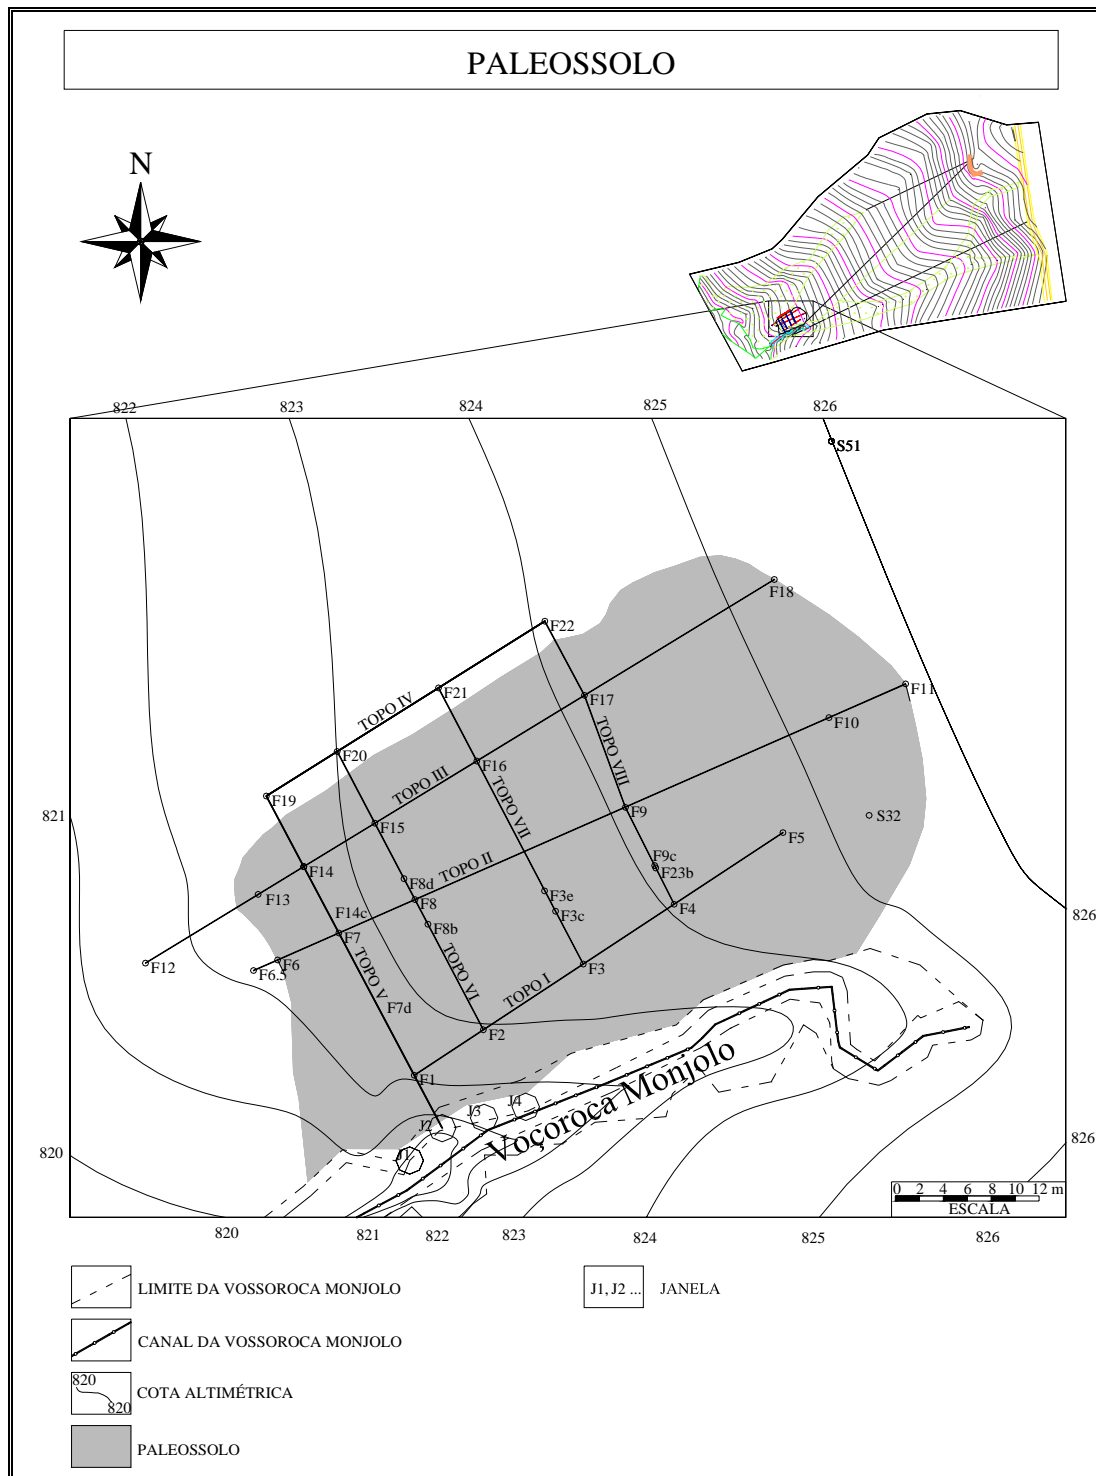 PALEOSSOLO
N
822
823
824
825
826
S51
F18
F22
F11
F21
F17
TOPO IV
F10
F20
F16
TOPO VIII
TOPO III
F19
F9
821
F15
TOPO VII
S32
F5
F14
TOPO II
F9c
F23b
F8d
F3e
F13
F8
F4
F3c
826
F14c
F7
F8b
F12
F6
F6.5
F3
TOPO V
TOPO VI
TOPO I
F7d
F2
F1
Voçoroca Monjolo
J4
J3
J2
J1
820
826
0 2 4 6 8 10 12 m
ESCALA
820
821
822
823
824
825
826
LIMITE DA VOSSOROCA MONJOLO
J1, J2 ...
JANELA
CANAL DA VOSSOROCA MONJOLO
820
820
COTA ALTIMÉTRICA
PALEOSSOLO